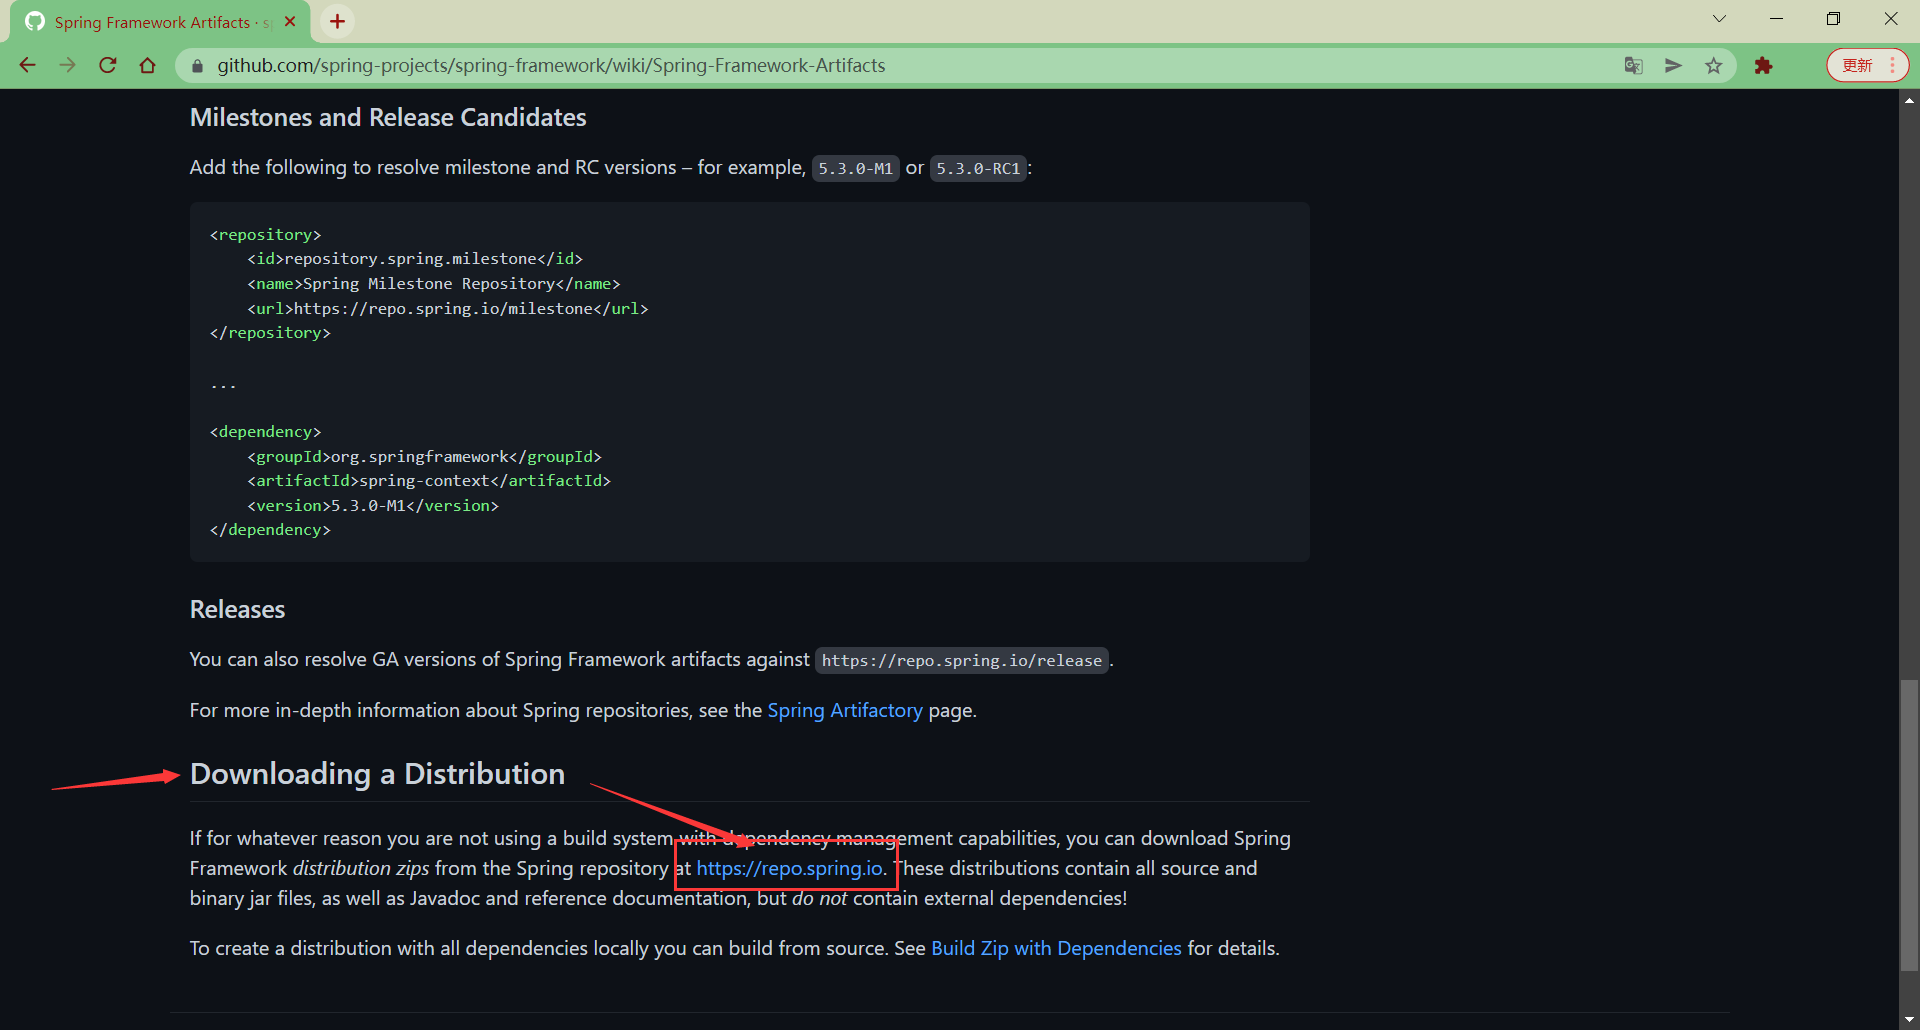 Spring Framework Artifacts · s
github.com/spring-projects/spring-framework/wiki/Spring-Framework-Artifacts
更新
Milestones and Release Candidates
Add the following to resolve milestone and RC versions – for example, 5.3.0-M1 or 5.3.0-RC1:
<repository>
    <id>repository.spring.milestone</id>
    <name>Spring Milestone Repository</name>
    <url>https://repo.spring.io/milestone</url>
</repository>
...
<dependency>
    <groupId>org.springframework</groupId>
    <artifactId>spring-context</artifactId>
    <version>5.3.0-M1</version>
</dependency>
Releases
You can also resolve GA versions of Spring Framework artifacts against https://repo.spring.io/release.
For more in-depth information about Spring repositories, see the Spring Artifactory page.
Downloading a Distribution
If for whatever reason you are not using a build system with dependency management capabilities, you can download Spring
Framework distribution zips from the Spring repository at https://repo.spring.io. These distributions contain all source and
binary jar files, as well as Javadoc and reference documentation, but do not contain external dependencies!
To create a distribution with all dependencies locally you can build from source. See Build Zip with Dependencies for details.